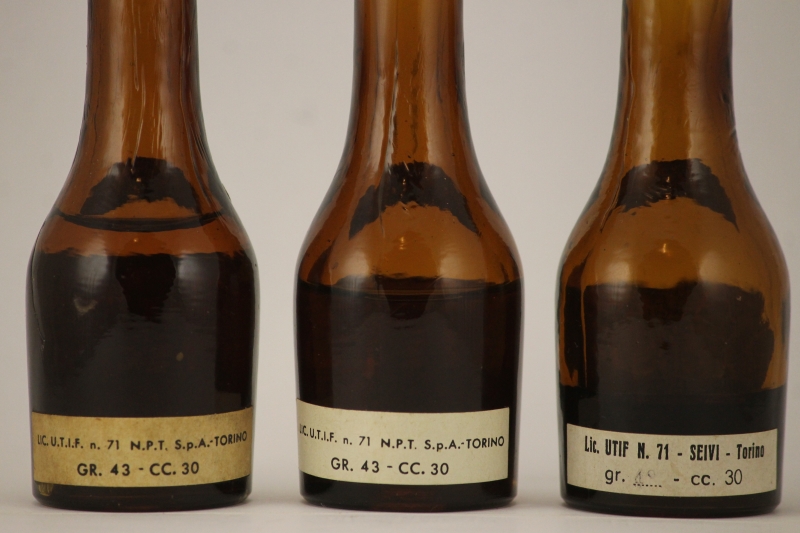 LIC. U.T.I.F. n. 71 N.P.T. S.p.A.-TORINO
GR. 43 - CC. 30
LIC. U.T.I.F. n. 71 N.P.T. S.p.A.-TORINO
GR. 43 - CC. 30
Lic. UTIF N. 71 - SEIVI - Torino
gr. ...... - cc. 30